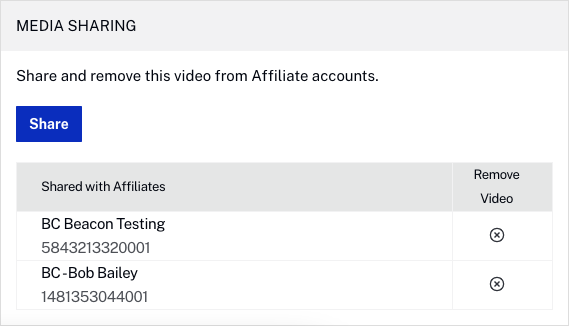 MEDIA SHARING
Share and remove this video from Affiliate accounts.
Share
Shared with Affiliates
Remove
Video
BC Beacon Testing
5843213320001
BC-Bob Bailey
1481353044001